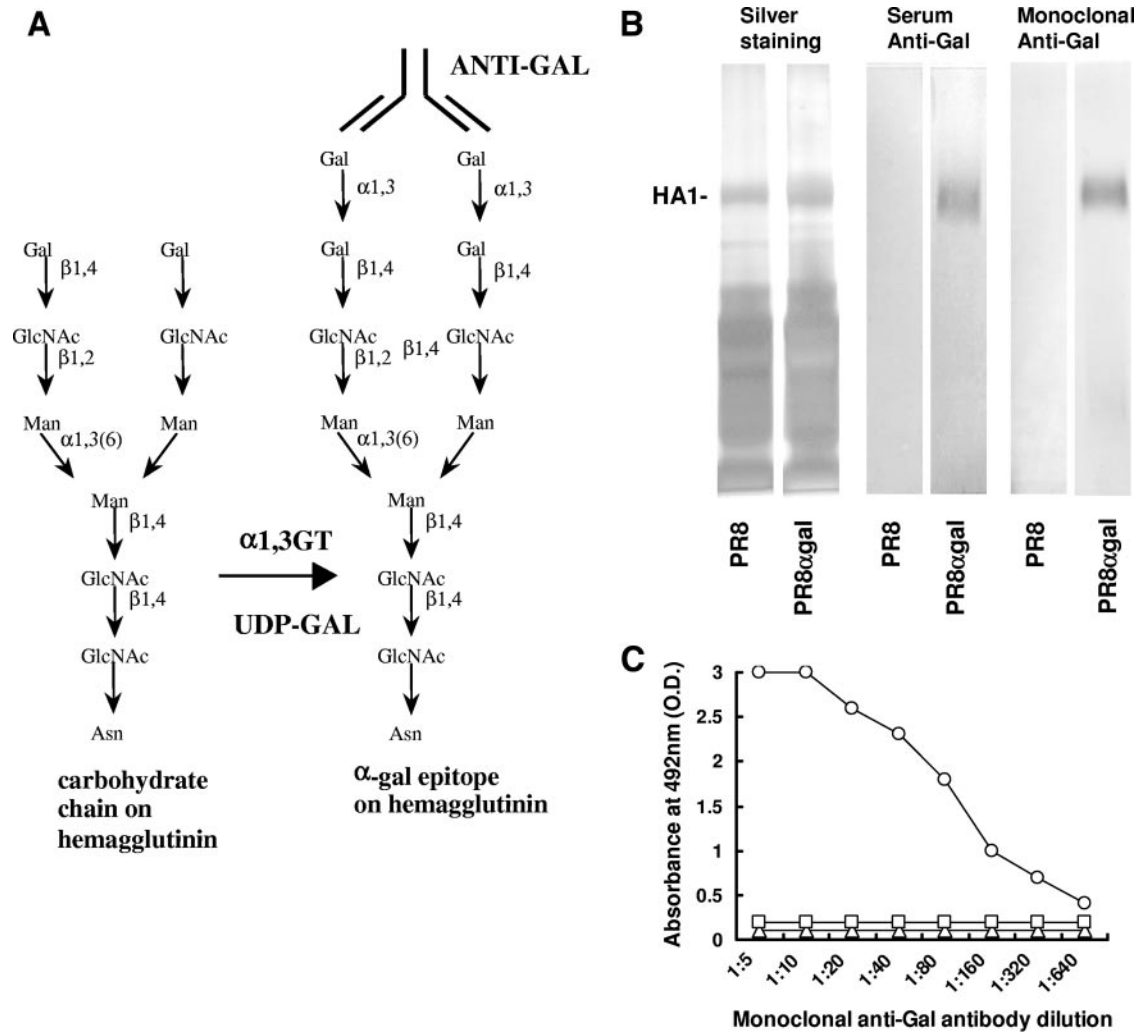 A
ANTI-GAL
Gal Gal
α1,3 α1,3
Gal Gal Gal Gal
β1,4 β1,4 β1,4
GlcNAc GlcNAc GlcNAc GlcNAc
β1,2 β1,2 β1,4
Man Man Man Man
α1,3(6) α1,3(6)
Man Man
β1,4 β1,4
α1,3GT
GlcNAc GlcNAc
β1,4 β1,4
UDP-GAL
GlcNAc GlcNAc
Asn Asn
carbohydrate
chain on
hemagglutinin
α-gal epitope
on hemagglutinin
B
Silver
staining
Serum
Anti-Gal
Monoclonal
Anti-Gal
HA1-
PR8
PR8αgal
PR8
PR8αgal
PR8
PR8αgal
C
Absorbance at 492nm (O.D.)
3
2.5
2
1.5
1
0.5
0
1:5
1:10
1:20
1:40
1:80
1:160
1:320
1:640
Monoclonal anti-Gal antibody dilution